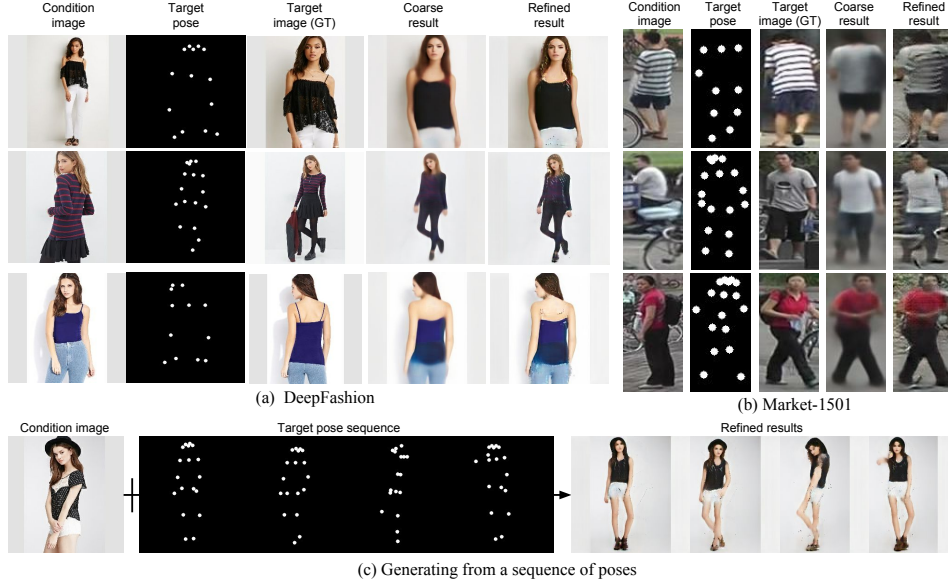 Condition image
Target pose
Target image (GT)
Coarse result
Refined result
(a) DeepFashion
Condition image
Target pose
Target image (GT)
Coarse result
Refined result
(b) Market-1501
Condition image
Target pose sequence
Refined results
(c) Generating from a sequence of poses